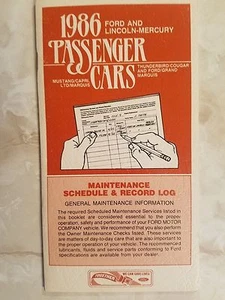 1986 FORD AND
LINCOLN-MERCURY
PASSENGER
CARS
MUSTANG/CAPRI,
LTD/MARQUIS
THUNDERBIRD/COUGAR
AND FORD/GRAND
MARQUIS
MAINTENANCE
SCHEDULE & RECORD LOG
GENERAL MAINTENANCE INFORMATION
The required Scheduled Maintenance Services listed in
this booklet are considered essential to the proper
operation, safety and performance of your FORD MOTOR
COMPANY vehicle. We recommend that you also perform
the Owner Maintenance Checks listed. These services
are matters of day-to-day care that are also important to
the proper operation of your vehicle. The recommended
lubricants, fluids and service parts conforming to Ford
Specifications are available from your dealer.